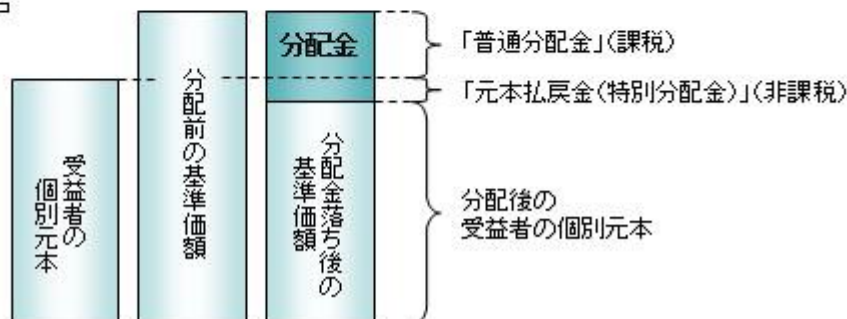 受益者の
個別元本
分配前の基準価額
分配金
分配金落ち後の
基準価額
「普通分配金」(課税)
「元本払戻金(特別分配金)」(非課税)
分配後の
受益者の個別元本